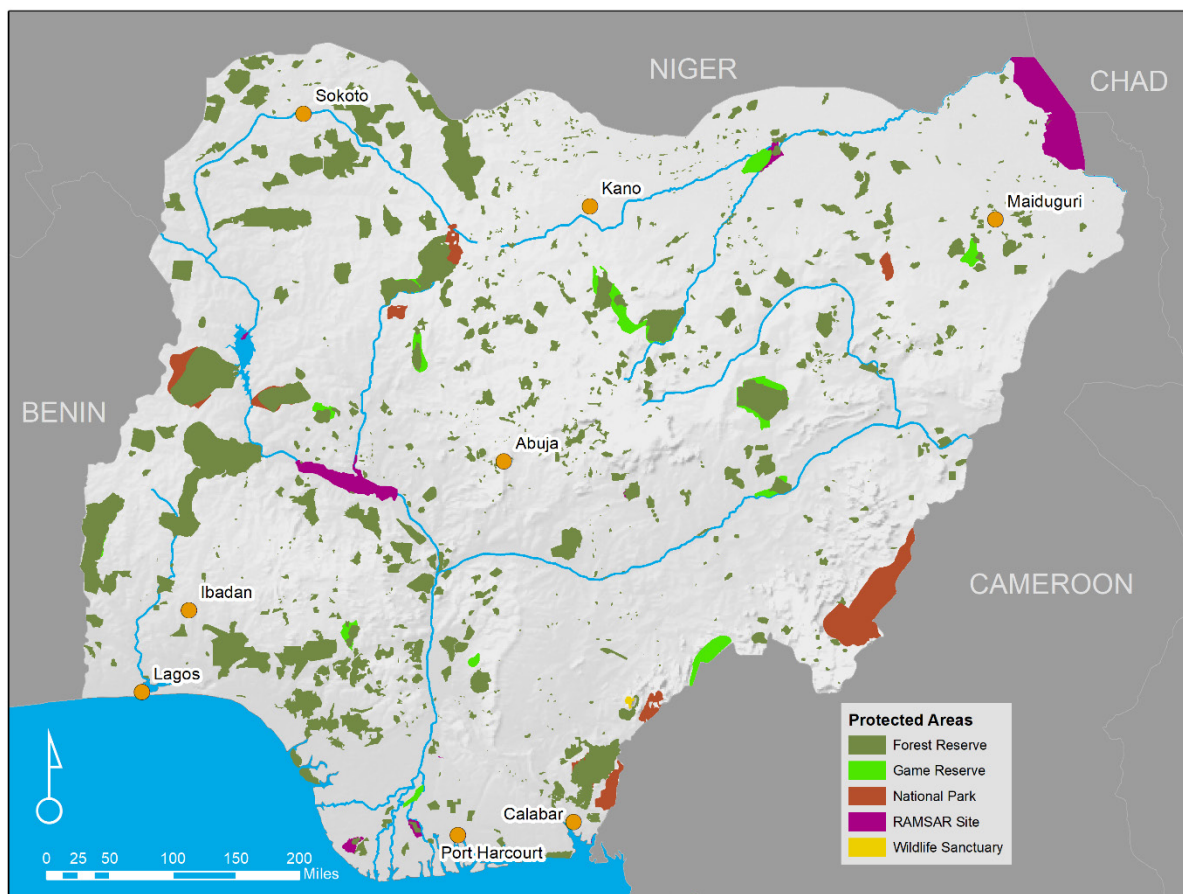 NIGER
CHAD
Sokoto
Kano
Maiduguri
BENIN
Abuja
CAMEROON
Ibadan
Lagos
Protected Areas
Forest Reserve
Game Reserve
National Park
RAMSAR Site
Wildlife Sanctuary
Calabar
Port Harcourt
0 25 50 100 150 200
Miles